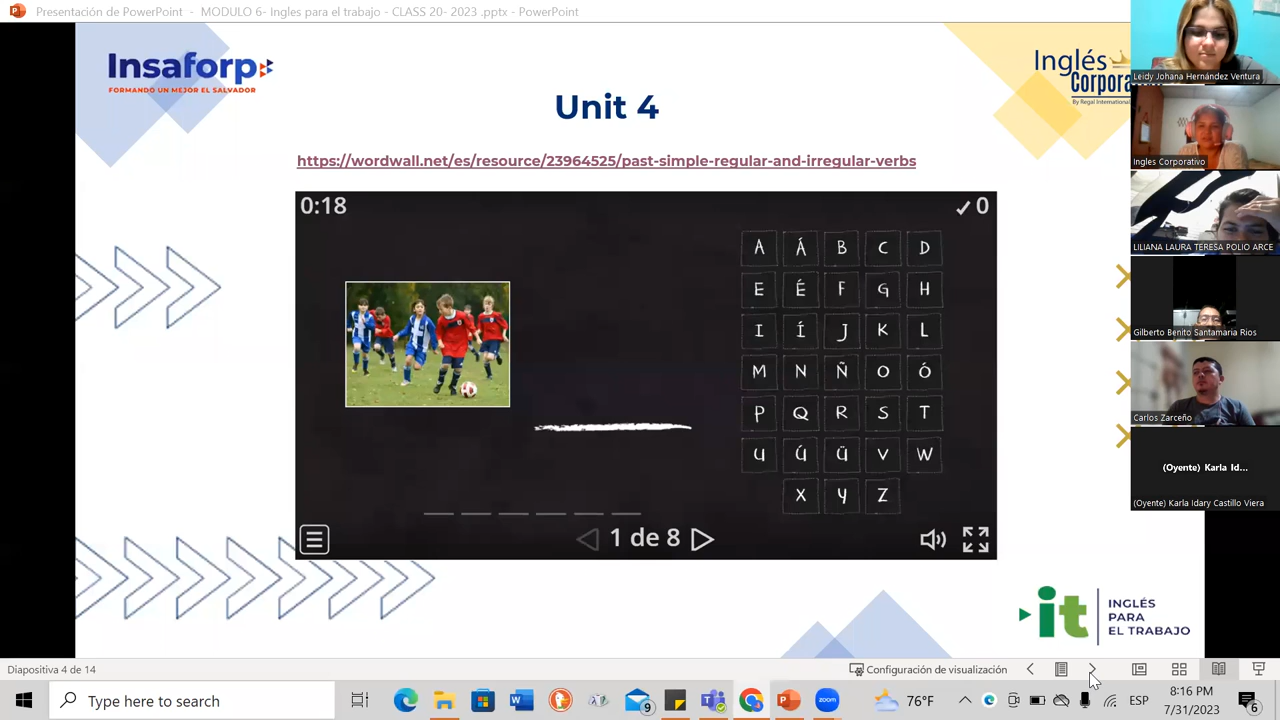 Presentación de PowerPoint - MODULO 6- Ingles para el trabajo - CLASS 20- 2023 .pptx - PowerPoint
Insaforp
FORMANDO UN MEJOR EL SALVADOR
Inglés
Corpora
By Regal International
Unit 4
https://wordwall.net/es/resource/23964525/past-simple-regular-and-irregular-verbs
0:18
✓ 0
A Á B C D
E É F G H
I Í J K L
M N Ñ O Ó
P Q R S T
U Ú Ü V W
X Y Z
1 de 8
Leidy Johana Hernández Ventura
Ingles Corporativo
LILIANA LAURA TERESA POLIO ARCE
Gilberto Benito Santamaria Rios
Carlos Zarceño
(Oyente) Karla Id...
(Oyente) Karla Idary Castillo Viera
it INGLÉS
PARA
EL TRABAJO
Diapositiva 4 de 14
Configuración de visualización
Type here to search
9
76°F
ESP
8:16 PM
7/31/2023
6